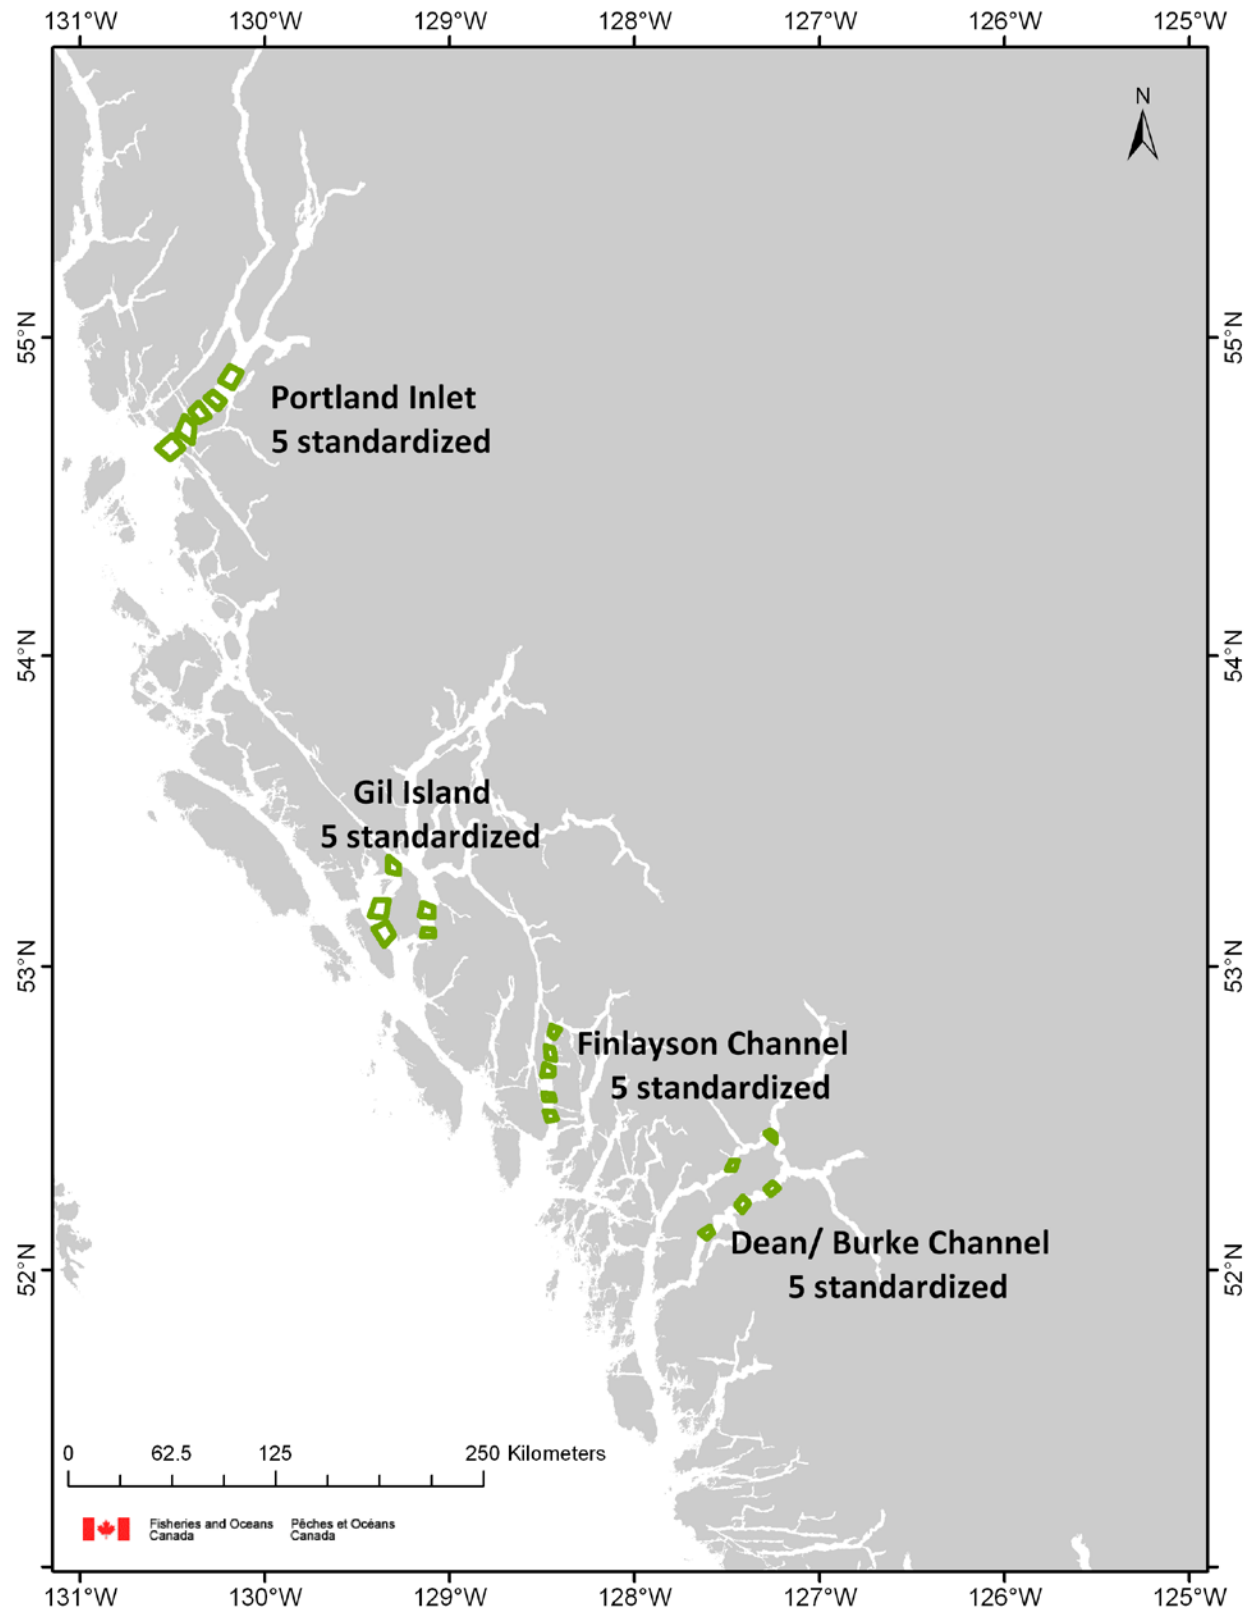 131°W 130°W 129°W 128°W 127°W 126°W 125°W
N
55°N 55°N
Portland Inlet
5 standardized
54°N 54°N
Gil Island
5 standardized
53°N 53°N
Finlayson Channel
5 standardized
Dean/ Burke Channel
5 standardized
52°N 52°N
0 62.5 125 250 Kilometers
Fisheries and Oceans Pêches et Océans
Canada Canada
131°W 130°W 129°W 128°W 127°W 126°W 125°W